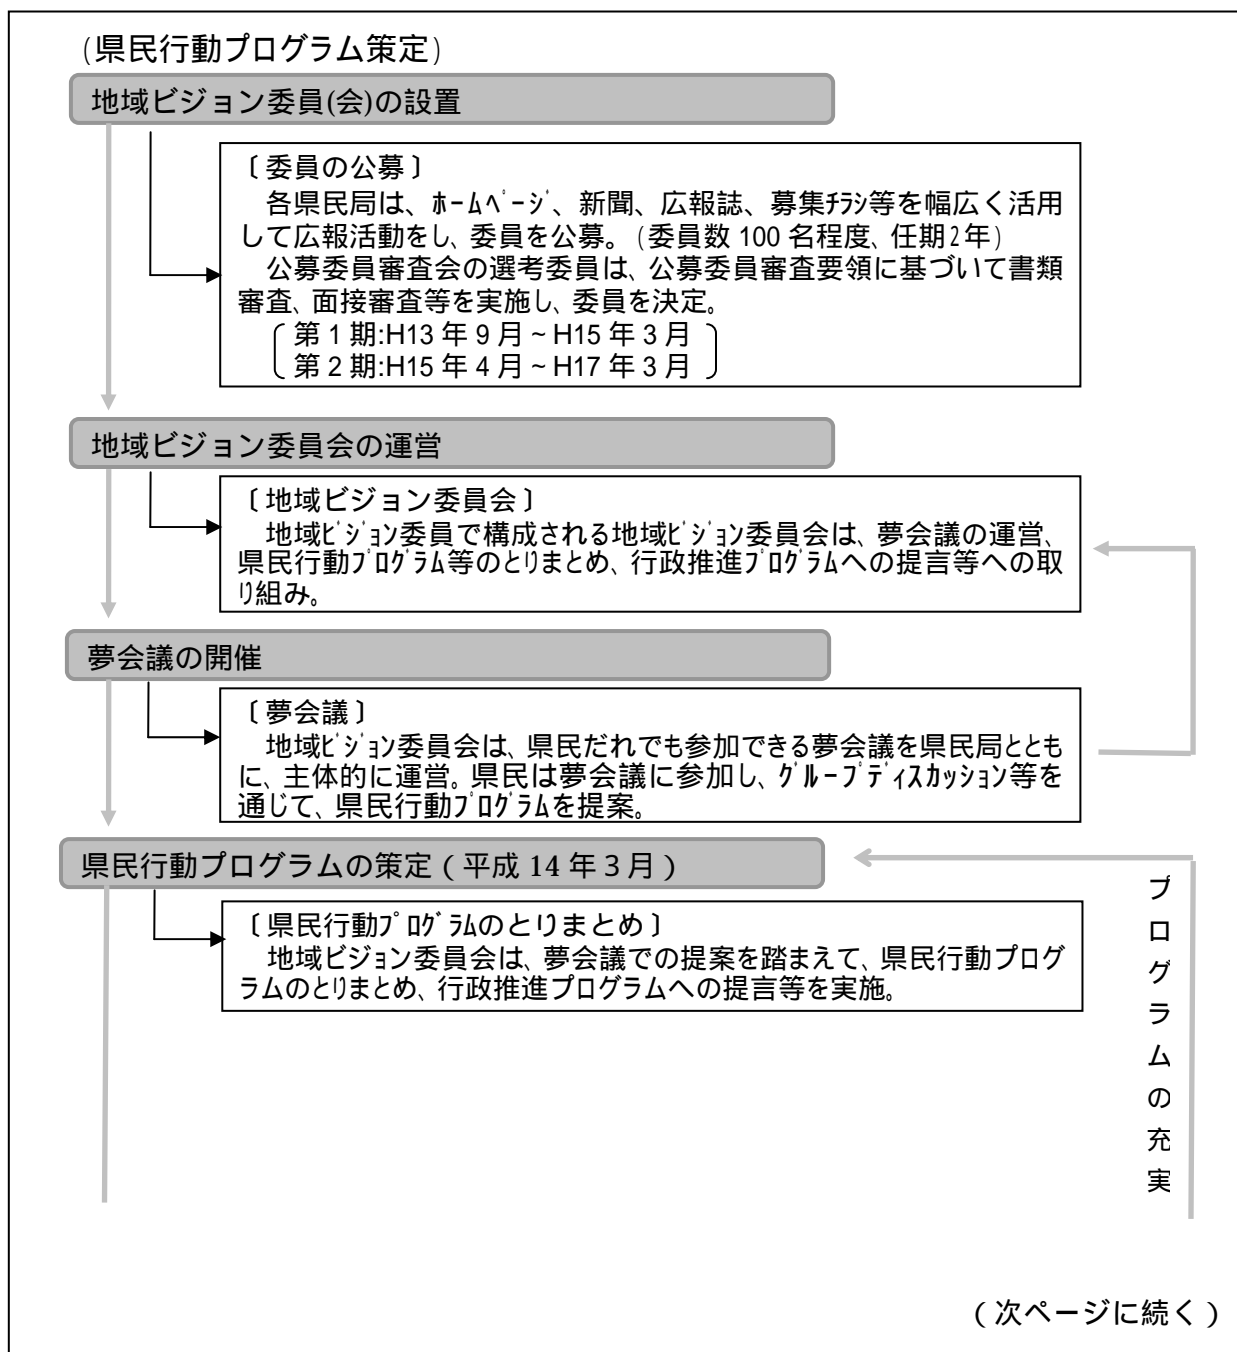 (県民行動プログラム策定)
地域ビジョン委員(会)の設置
〔委員の公募〕
各県民局は、ﾎｰﾑﾍﾟｰｼﾞ、新聞、広報誌、募集ﾁﾗｼ等を幅広く活用
して広報活動をし、委員を公募。(委員数 100 名程度、任期2年)
公募委員審査会の選考委員は、公募委員審査要領に基づいて書類
審査、面接審査等を実施し、委員を決定。
第 1 期:H13 年 9 月 ~ H15 年 3 月
第 2 期:H15 年 4 月 ~ H17 年 3 月
地域ビジョン委員会の運営
〔地域ビジョン委員会〕
地域ﾋﾞｼﾞｮﾝ委員で構成される地域ﾋﾞｼﾞｮﾝ委員会は、夢会議の運営、
県民行動ﾌﾟﾛｸﾞﾗﾑ等のとりまとめ、行政推進ﾌﾟﾛｸﾞﾗﾑへの提言等への取
り組み。
夢会議の開催
〔夢会議〕
地域ﾋﾞｼﾞｮﾝ委員会は、県民だれでも参加できる夢会議を県民局ととも
に、主体的に運営。県民は夢会議に参加し、ｸﾞﾙｰﾌﾟﾃﾞｨｽｶｯｼｮﾝ等を
通じて、県民行動ﾌﾟﾛｸﾞﾗﾑを提案。
県民行動プログラムの策定(平成 14 年3月)
〔県民行動ﾌﾟﾛｸﾞﾗﾑのとりまとめ〕
地域ビジョン委員会は、夢会議での提案を踏まえて、県民行動プログ
ラムのとりまとめ、行政推進プログラムへの提言等を実施。
プログラムの充実
(次ページに続く)